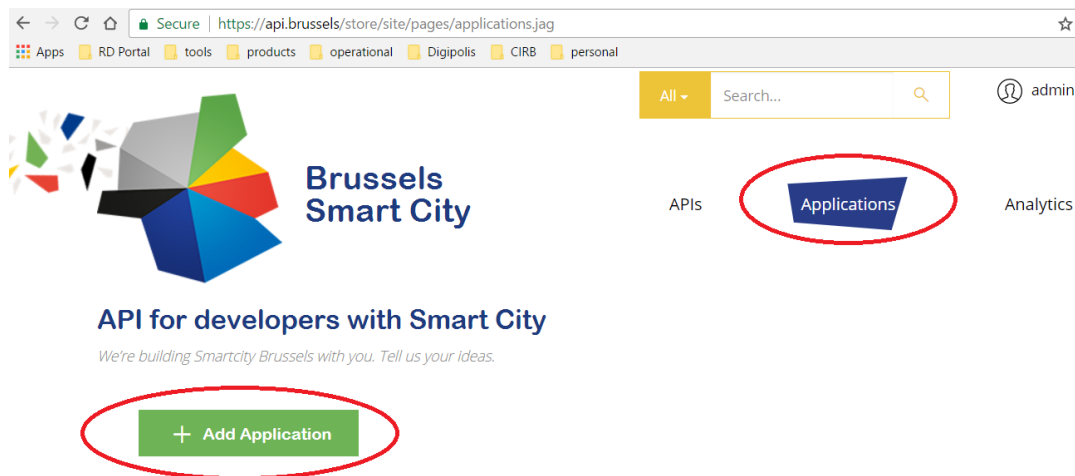 Secure | https://api.brussels/store/site/pages/applications.jag
Apps RD Portal tools products operational Digipolis CIRB personal
All Search... admin
Brussels
Smart City
APIs Applications Analytics
API for developers with Smart City
We're building Smartcity Brussels with you. Tell us your ideas.
+ Add Application